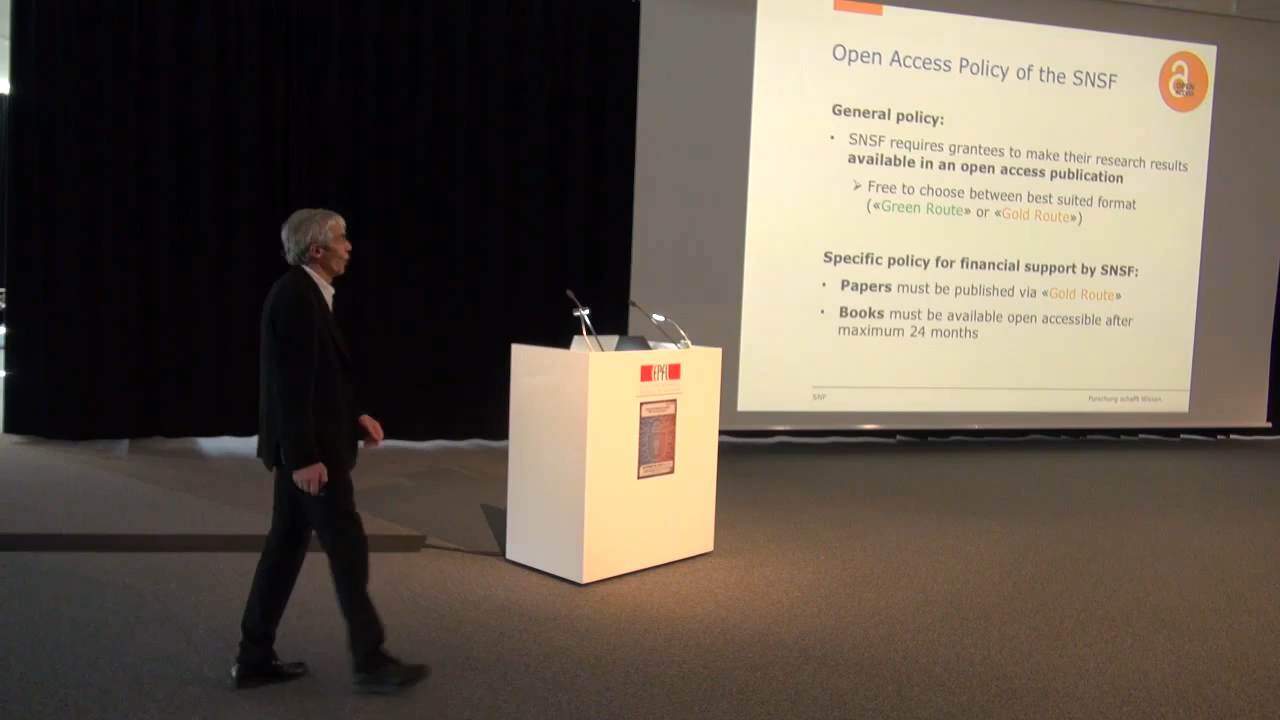 Open Access Policy of the SNSF
OPEN
ACCESS
General policy:
• SNSF requires grantees to make their research results
available in an open access publication
➢ Free to choose between best suited format
(«Green Route» or «Gold Route»)
Specific policy for financial support by SNSF:
• Papers must be published via «Gold Route»
• Books must be available open accessible after
maximum 24 months
SNF
Forschung schafft Wissen.
EPFL